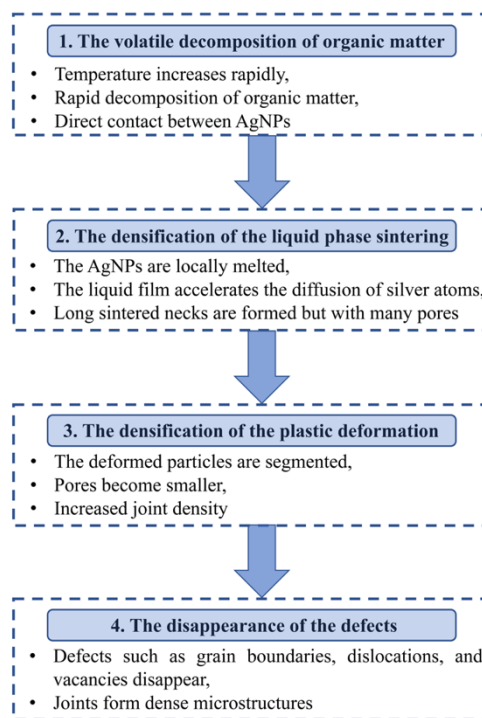 1. The volatile decomposition of organic matter
• Temperature increases rapidly,
• Rapid decomposition of organic matter,
• Direct contact between AgNPs
2. The densification of the liquid phase sintering
• The AgNPs are locally melted,
• The liquid film accelerates the diffusion of silver atoms,
• Long sintered necks are formed but with many pores
3. The densification of the plastic deformation
• The deformed particles are segmented,
• Pores become smaller,
• Increased joint density
4. The disappearance of the defects
• Defects such as grain boundaries, dislocations, and
vacancies disappear,
• Joints form dense microstructures